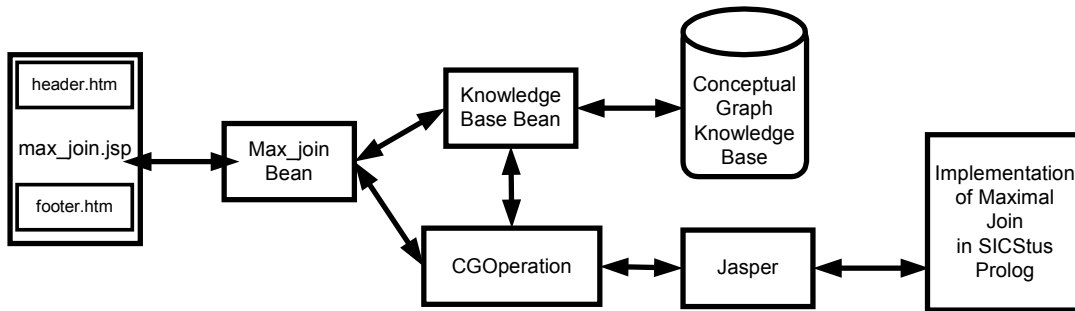 header.htm
max_join.jsp
footer.htm
Max_join
Bean
Knowledge
Base Bean
Conceptual
Graph
Knowledge
Base
CGOperation
Jasper
Implementation
of Maximal
Join
in SICStus
Prolog